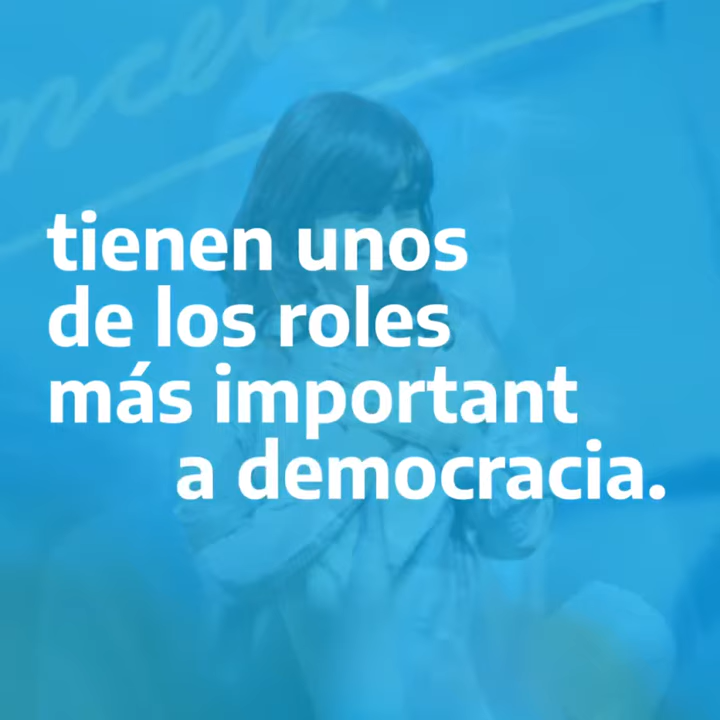 tienen unos
de los roles
más important
a democracia.